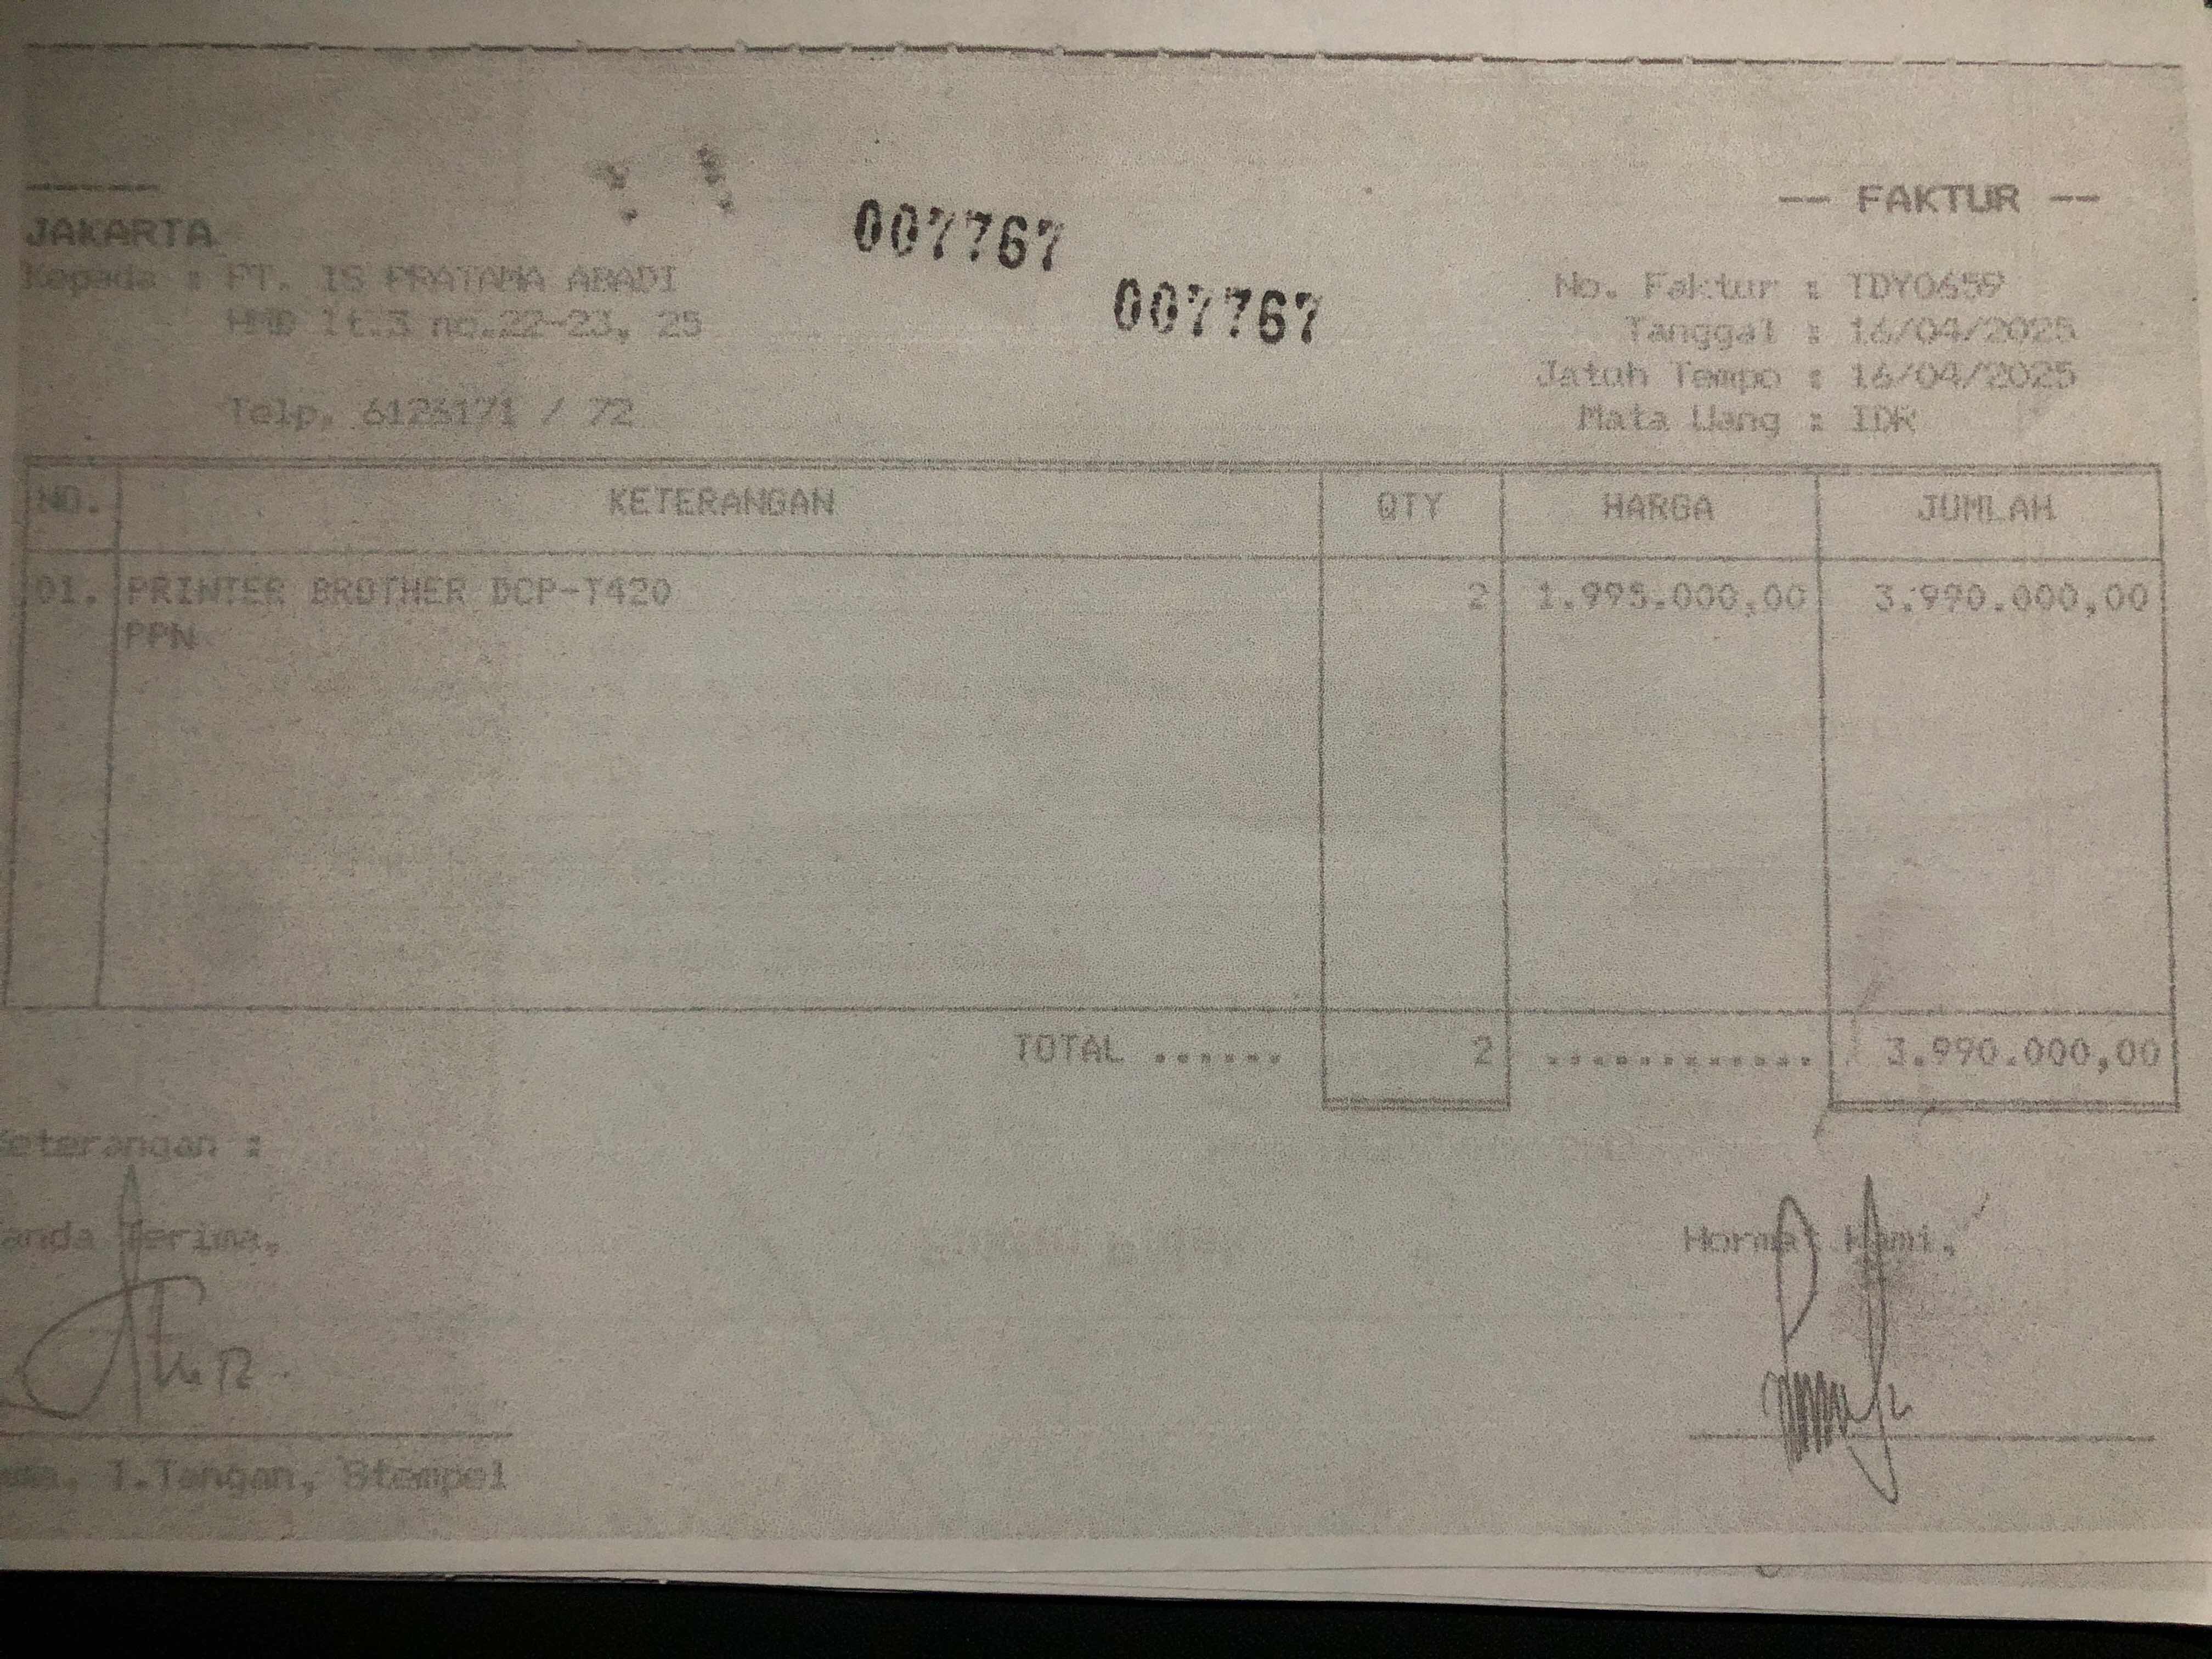 -- FAKTUR --
JAKARTA
007767
007767
Kepada : PT. IS PRATAMA ABADI
HMD lt.3 no.22-23, 25
Telp. 6126171 / 72
No. Faktur : TDY0659
Tanggal : 16/04/2025
Jatuh Tempo : 16/04/2025
Mata Uang : IDR
NO. KETERANGAN QTY HARGA JUMLAH
01. PRINTER BROTHER DCP-T420 2 1.995.000,00 3.990.000,00
PPN
TOTAL ...... 2 ............ 3.990.000,00
Keterangan :
anda Terima, Hormat Kami,
ama, T.Tangan, Stempel